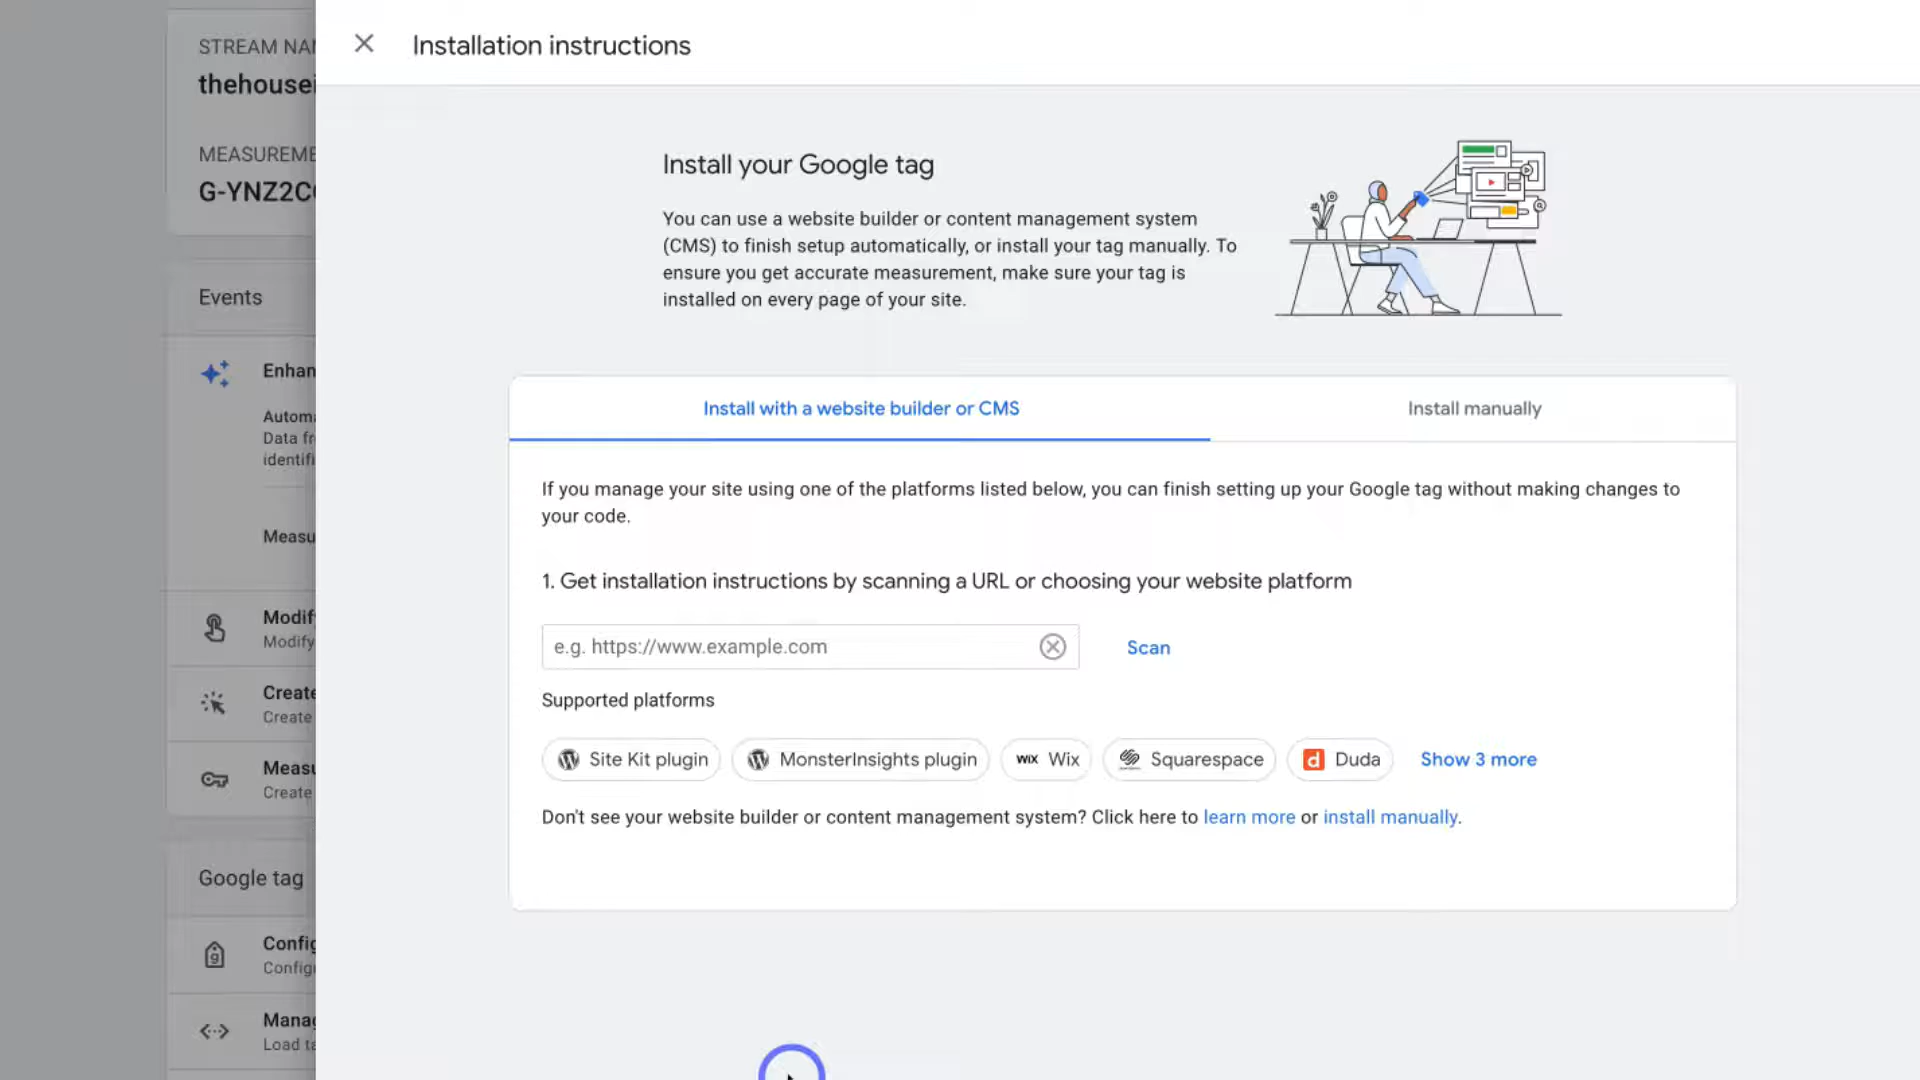 STREAM NA
thehousei
MEASUREME
G-YNZ2C
Events
Enhan
Automa
Data fr
identifi
Measu
Modify
Modify
Create
Create
Measu
Create
Google tag
Config
Config
Manag
Load ta
Installation instructions
Install your Google tag
You can use a website builder or content management system
(CMS) to finish setup automatically, or install your tag manually. To
ensure you get accurate measurement, make sure your tag is
installed on every page of your site.
Install with a website builder or CMS
Install manually
If you manage your site using one of the platforms listed below, you can finish setting up your Google tag without making changes to
your code.
1. Get installation instructions by scanning a URL or choosing your website platform
e.g. https://www.example.com
Scan
Supported platforms
Site Kit plugin
MonsterInsights plugin
WIX Wix
Squarespace
d Duda
Show 3 more
Don't see your website builder or content management system? Click here to learn more or install manually.